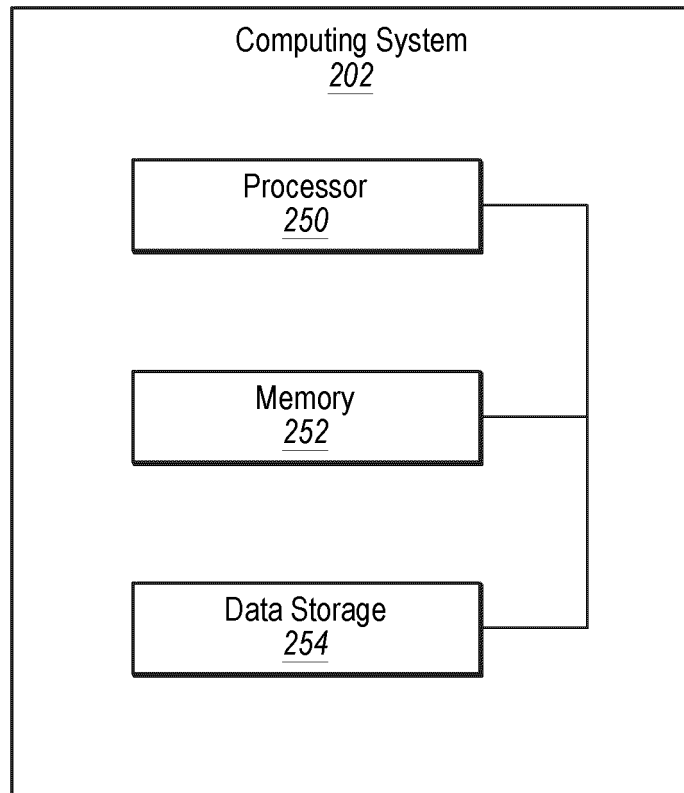 Computing System
202
Processor
250
Memory
252
Data Storage
254